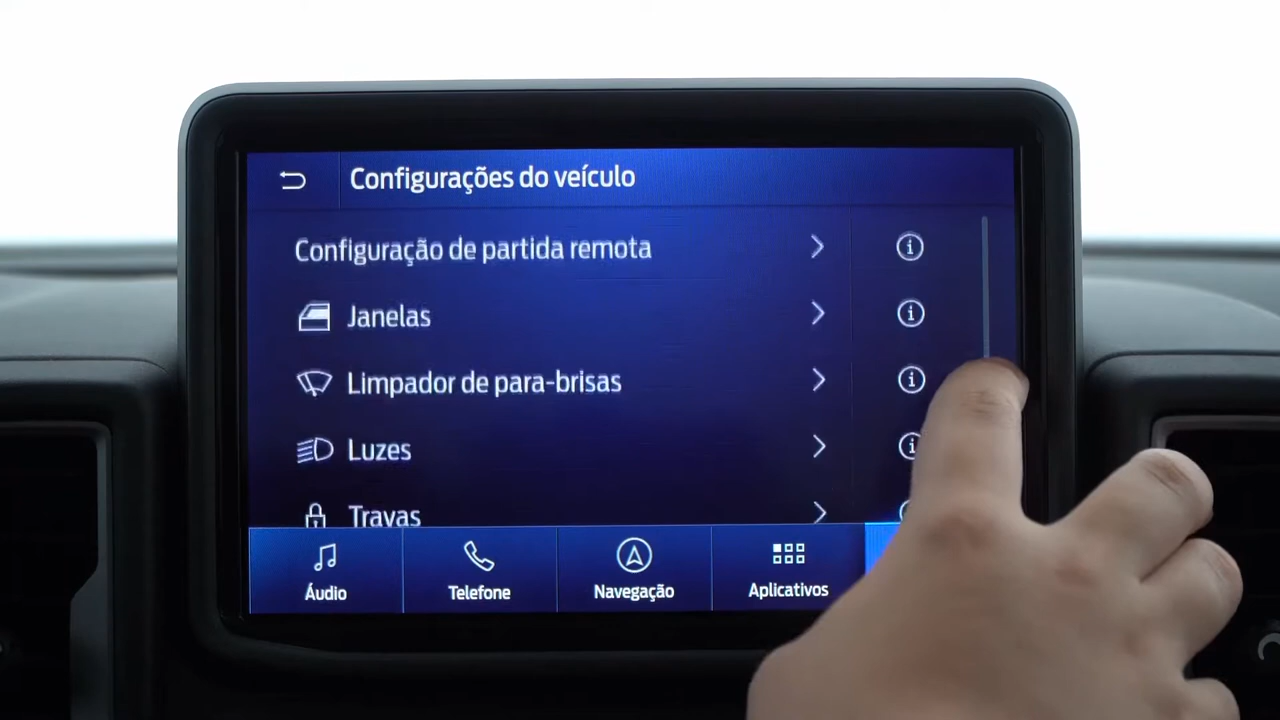 Configurações do veículo
Configuração de partida remota
Janelas
Limpador de para-brisas
Luzes
Travas
Áudio
Telefone
Navegação
Aplicativos